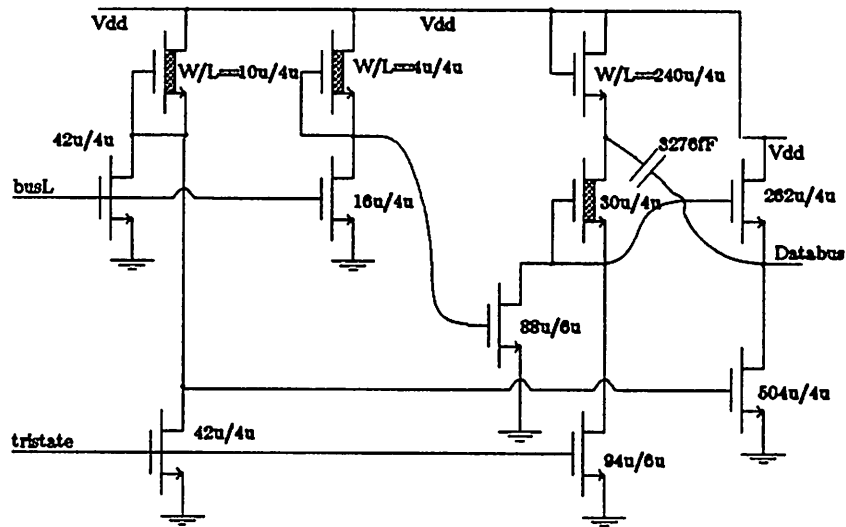 Vdd
Vdd
W/L=10u/4u
W/L=4u/4u
W/L=240u/4u
42u/4u
3276fF
Vdd
busL
16u/4u
30u/4u
262u/4u
Databus
88u/6u
504u/4u
42u/4u
tristate
94u/6u